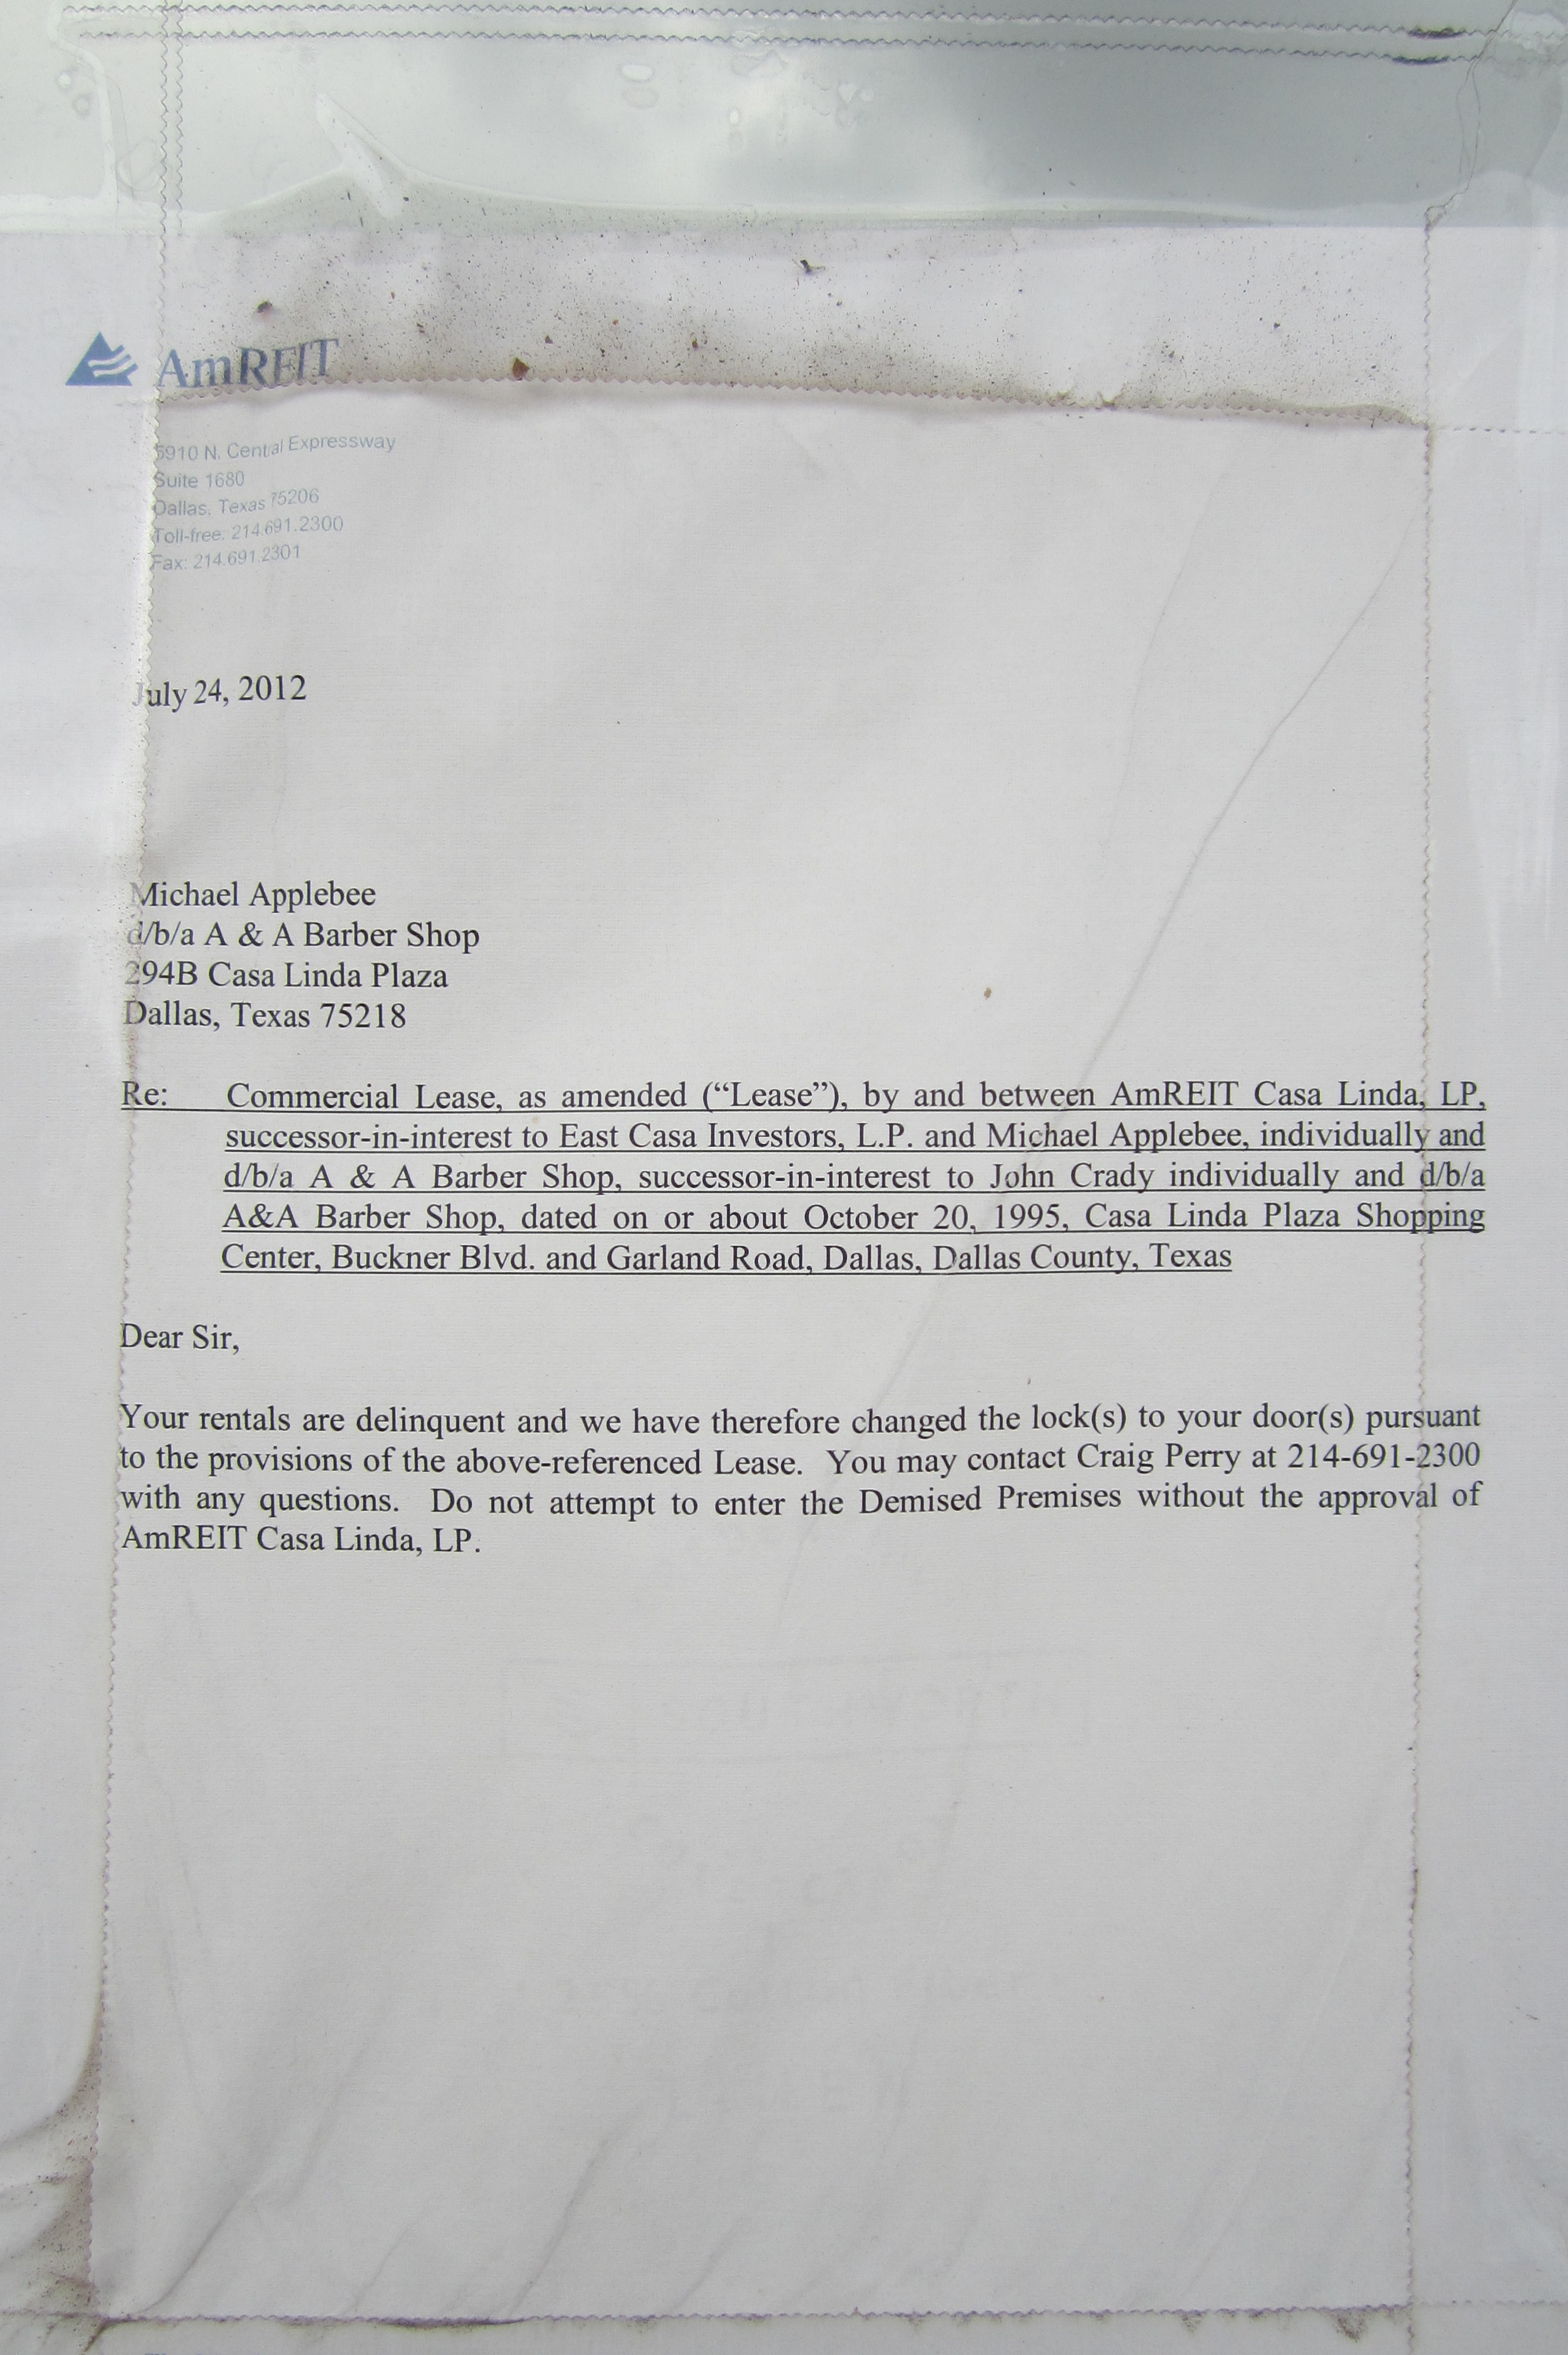 AmREIT
5910 N. Central Expressway
Suite 1680
Dallas, Texas 75206
Toll-free: 214.691.2300
Fax: 214.691.2301
July 24, 2012
Michael Applebee
d/b/a A & A Barber Shop
294B Casa Linda Plaza
Dallas, Texas 75218
Re: Commercial Lease, as amended (“Lease”), by and between AmREIT Casa Linda, LP,
successor-in-interest to East Casa Investors, L.P. and Michael Applebee, individually and
d/b/a A & A Barber Shop, successor-in-interest to John Crady individually and d/b/a
A&A Barber Shop, dated on or about October 20, 1995, Casa Linda Plaza Shopping
Center, Buckner Blvd. and Garland Road, Dallas, Dallas County, Texas
Dear Sir,
Your rentals are delinquent and we have therefore changed the lock(s) to your door(s) pursuant
to the provisions of the above-referenced Lease. You may contact Craig Perry at 214-691-2300
with any questions. Do not attempt to enter the Demised Premises without the approval of
AmREIT Casa Linda, LP.